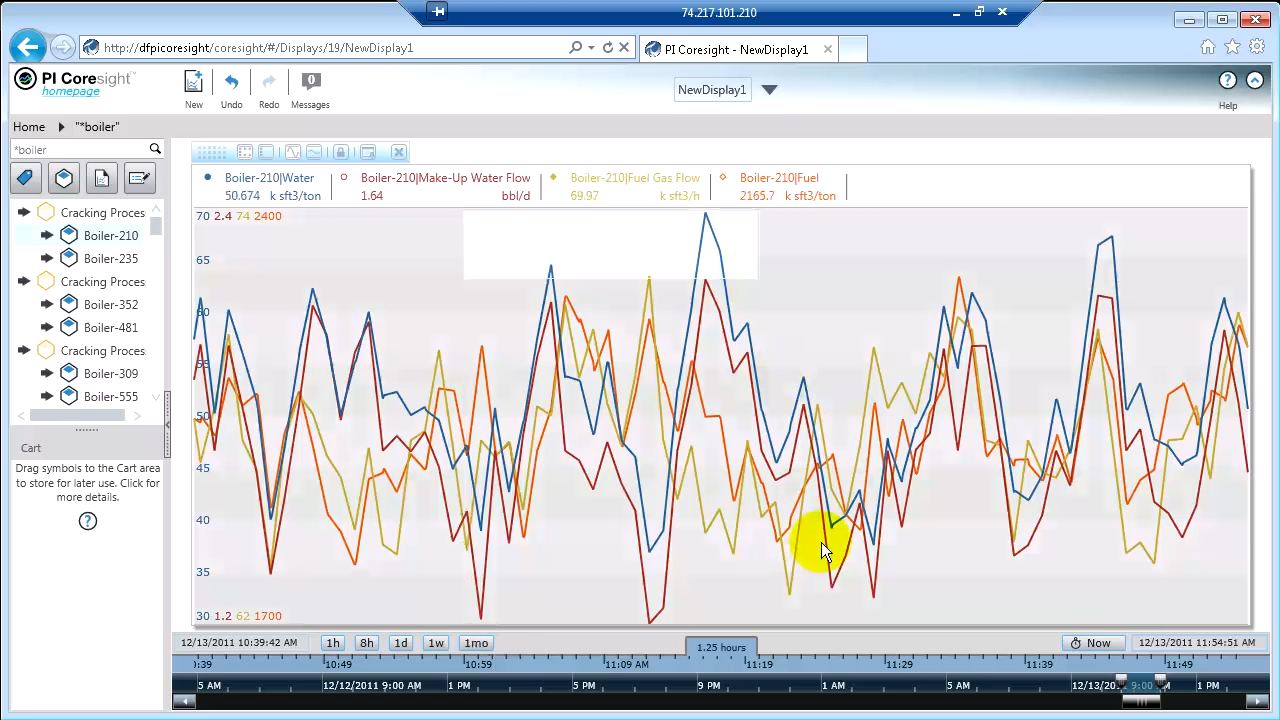 74.217.101.210
http://dfpicoresight/coresight/#/Displays/19/NewDisplay1
PI Coresight - NewDisplay1
PI Coresight™
homepage
New
Undo
Redo
Messages
NewDisplay1
Help
Home "*boiler"
*boiler
Cracking Proces
Boiler-210
Boiler-235
Cracking Proces
Boiler-352
Boiler-481
Cracking Proces
Boiler-309
Boiler-555
Cart
Drag symbols to the Cart area
to store for later use. Click for
more details.
Boiler-210|Water
50.674 k sft3/ton
Boiler-210|Make-Up Water Flow
1.64 bbl/d
Boiler-210|Fuel Gas Flow
69.97 k sft3/h
Boiler-210|Fuel
2165.7 k sft3/ton
70 2.4 74 2400
65
60
55
50
45
40
35
30 1.2 62 1700
12/13/2011 10:39:42 AM 1h 8h 1d 1w 1mo 1.25 hours Now 12/13/2011 11:54:51 AM
:39 10:49 10:59 11:09 AM 11:19 11:29 11:39 11:49
5 AM 12/12/2011 9:00 AM 1 PM 5 PM 9 PM 1 AM 5 AM 12/13/20 9:00 1 PM